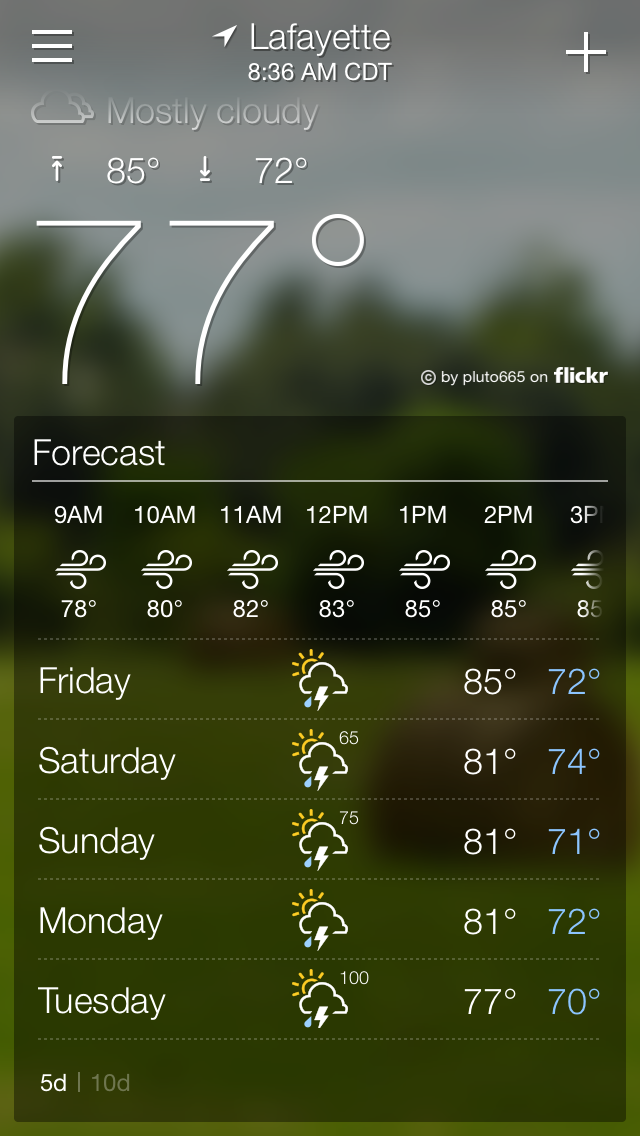 Lafayette
8:36 AM CDT
Mostly cloudy
85° 72°
77°
© by pluto665 on flickr
Forecast
9AM 10AM 11AM 12PM 1PM 2PM 3P
78° 80° 82° 83° 85° 85° 85
Friday 85° 72°
Saturday 65 81° 74°
Sunday 75 81° 71°
Monday 81° 72°
Tuesday 100 77° 70°
5d | 10d